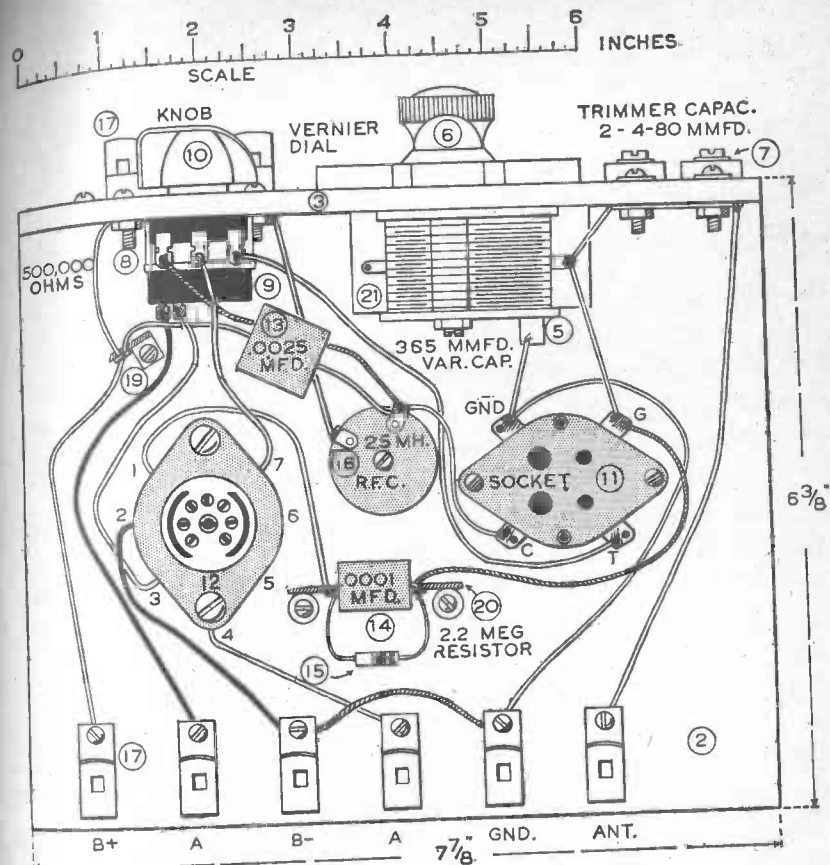 0 1 2 3 4 5 6
INCHES
SCALE
KNOB
17
10
VERNIER
DIAL
6
TRIMMER CAPAC.
2 - 4-80 MMFD.
7
3
500,000
OHMS
8
9
21
5
365 MMFD.
VAR. CAP.
13
.0025
MFD.
19
GND
G
2.5 MH.
16
R.F.C.
SOCKET
11
C
T
1
7
2
6
12
3
5
4
6 3/8"
.0001
MFD.
20
14
2.2 MEG
RESISTOR
15
17
2
B+ A B- A GND. ANT.
7 7/8"